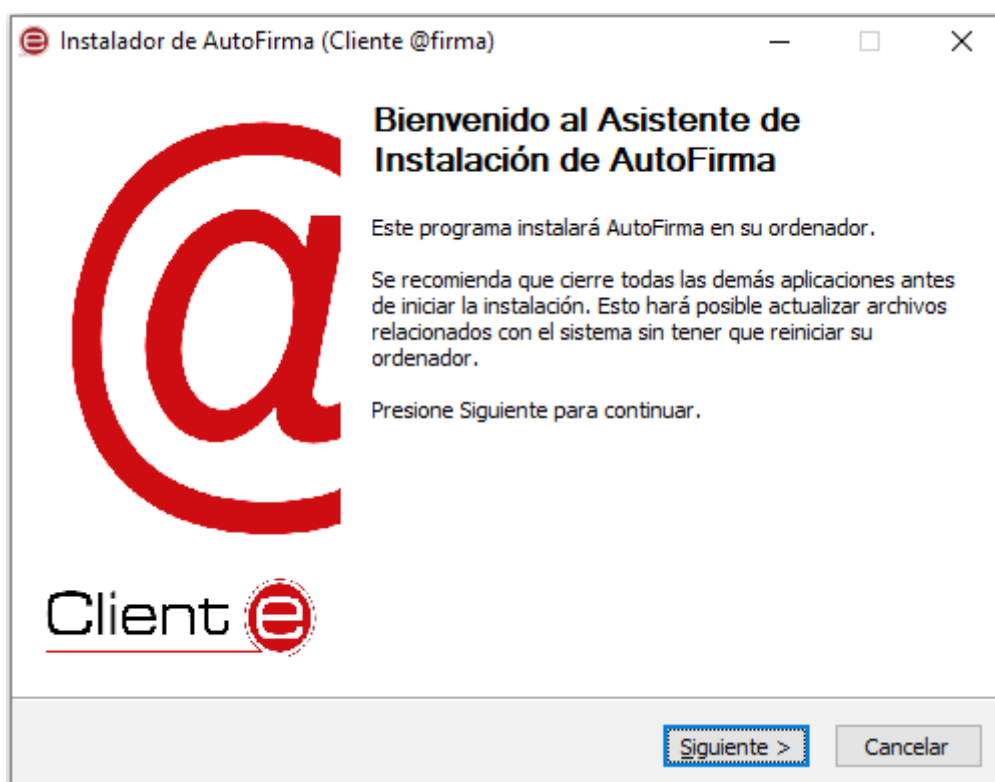 Instalador de AutoFirma (Cliente @firma)
Bienvenido al Asistente de
Instalación de AutoFirma
Este programa instalará AutoFirma en su ordenador.
Se recomienda que cierre todas las demás aplicaciones antes
de iniciar la instalación. Esto hará posible actualizar archivos
relacionados con el sistema sin tener que reiniciar su
ordenador.
Presione Siguiente para continuar.
@
Client e
Siguiente >
Cancelar